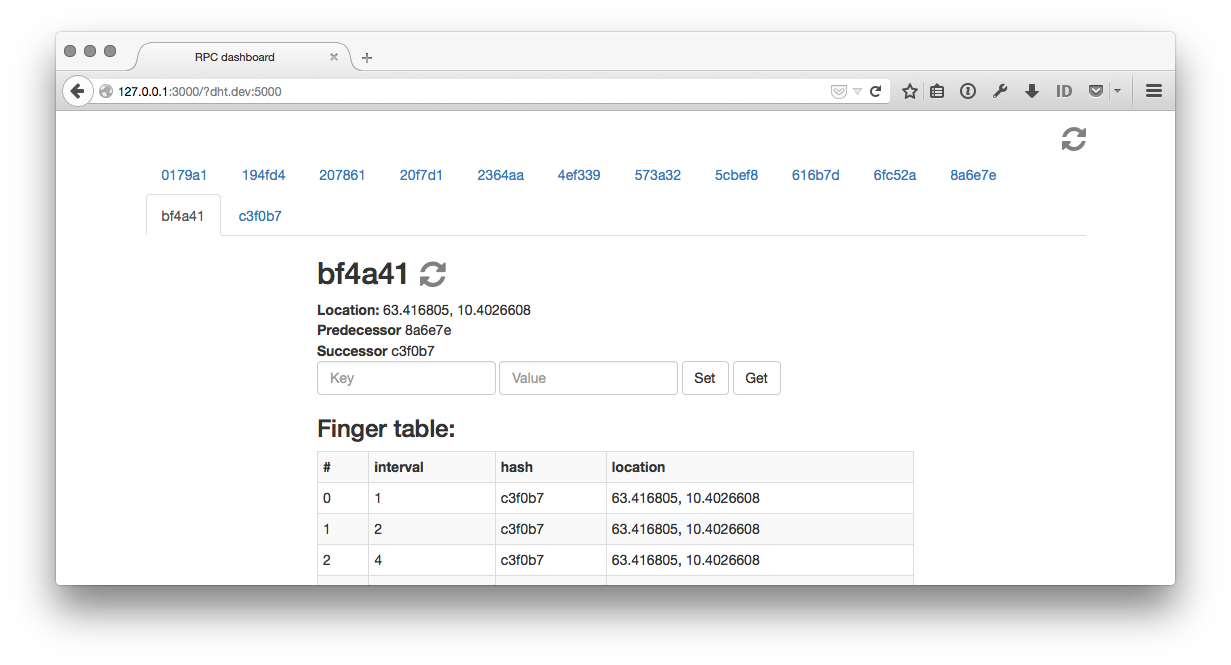 RPC dashboard
127.0.0.1:3000/?dht.dev:5000
ID
0179a1 194fd4 207861 20f7d1 2364aa 4ef339 573a32 5cbef8 616b7d 6fc52a 8a6e7e
bf4a41 c3f0b7
bf4a41
Location: 63.416805, 10.4026608
Predecessor 8a6e7e
Successor c3f0b7
Key Value Set Get
Finger table:
# interval hash location
0 1 c3f0b7 63.416805, 10.4026608
1 2 c3f0b7 63.416805, 10.4026608
2 4 c3f0b7 63.416805, 10.4026608